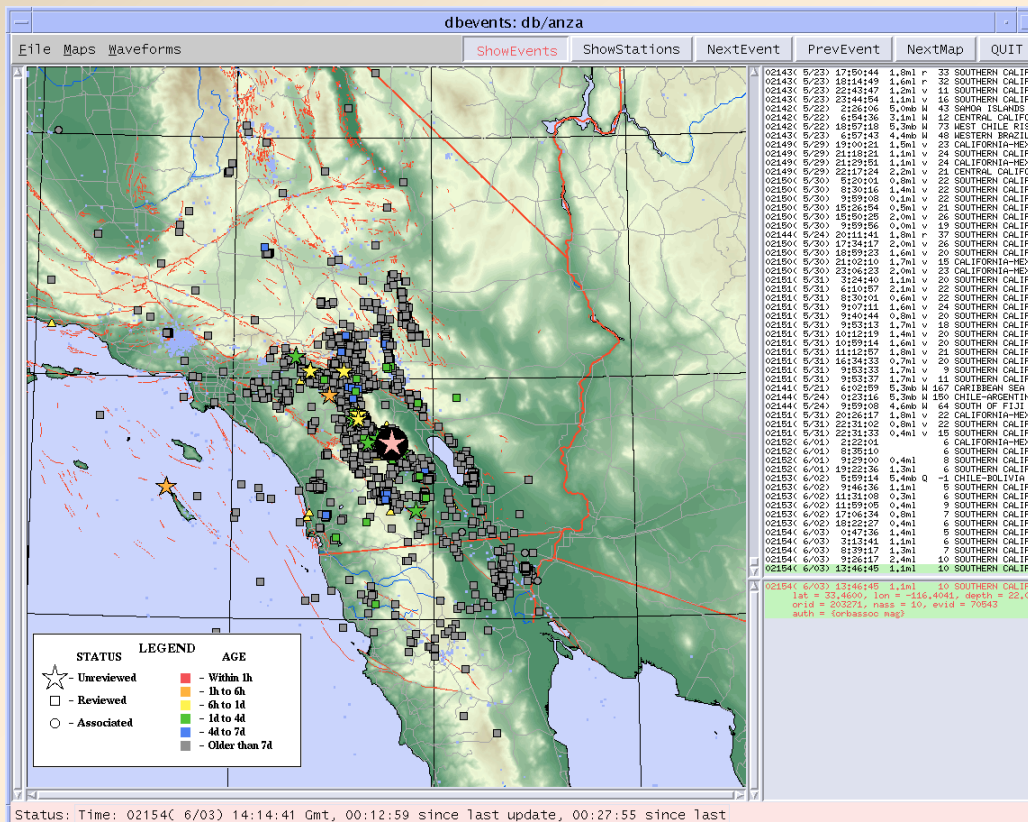 dbevents: db/anza
File Maps Waveforms
ShowEvents ShowStations NextEvent PrevEvent NextMap QUIT
02143( 5/23) 17:50:44 1.8ml r 33 SOUTHERN CALIF
02143( 5/23) 18:14:49 1.6ml r 32 SOUTHERN CALIF
02143( 5/23) 22:43:47 1.2ml v 11 SOUTHERN CALIF
02143( 5/23) 23:44:54 1.1ml v 16 SOUTHERN CALIF
02142( 5/22) 2:26:06 5.0mb W 43 SAMOA ISLANDS
02142( 5/22) 6:54:36 3.1ml W 12 CENTRAL CALIFO
02142( 5/22) 18:57:18 5.3mb W 73 WEST CHILE RIS
02143( 5/23) 6:57:43 4.4mb W 48 WESTERN BRAZIL
02149( 5/29) 19:00:21 1.5ml v 23 CALIFORNIA-MEX
02149( 5/29) 21:18:21 1.1ml v 24 SOUTHERN CALIF
02149( 5/29) 21:29:51 1.1ml v 24 CALIFORNIA-MEX
02149( 5/29) 22:17:24 2.2ml v 21 CENTRAL CALIFO
02150( 5/30) 5:20:01 0.8ml v 22 SOUTHERN CALIF
02150( 5/30) 8:30:16 1.4ml v 22 SOUTHERN CALIF
02150( 5/30) 9:59:08 0.1ml v 22 SOUTHERN CALIF
02150( 5/30) 15:26:54 0.5ml v 21 SOUTHERN CALIF
02150( 5/30) 15:50:25 2.0ml v 26 SOUTHERN CALIF
02150( 5/30) 9:59:56 0.0ml v 19 SOUTHERN CALIF
02144( 5/24) 20:11:41 1.8ml r 37 SOUTHERN CALIF
02150( 5/30) 17:34:17 2.0ml v 26 SOUTHERN CALIF
02150( 5/30) 18:59:23 1.6ml v 20 SOUTHERN CALIF
02150( 5/30) 21:02:10 1.7ml v 15 CALIFORNIA-MEX
02150( 5/30) 23:06:23 2.0ml v 23 CALIFORNIA-MEX
02151( 5/31) 3:24:40 1.1ml v 20 SOUTHERN CALIF
02151( 5/31) 6:10:57 2.1ml v 22 SOUTHERN CALIF
02151( 5/31) 8:30:01 0.6ml v 22 SOUTHERN CALIF
02151( 5/31) 9:07:11 1.6ml v 24 SOUTHERN CALIF
02151( 5/31) 9:40:44 0.8ml v 20 SOUTHERN CALIF
02151( 5/31) 9:53:13 1.7ml v 18 SOUTHERN CALIF
02151( 5/31) 10:12:19 1.4ml v 20 SOUTHERN CALIF
02151( 5/31) 10:59:14 1.6ml v 20 SOUTHERN CALIF
02151( 5/31) 11:12:57 1.8ml v 21 SOUTHERN CALIF
02151( 5/31) 16:34:33 0.7ml v 20 SOUTHERN CALIF
02151( 5/31) 9:53:33 1.7ml v 9 SOUTHERN CALIF
02151( 5/31) 9:53:37 1.7ml v 11 SOUTHERN CALIF
02141( 5/21) 6:02:59 5.3mb W 167 CARIBBEAN SEA
02144( 5/24) 0:23:16 5.3mb W 150 CHILE-ARGENTIN
02144( 5/24) 9:59:08 4.6mb W 64 SOUTH OF FIJI
02151( 5/31) 20:26:17 1.8ml v 22 CALIFORNIA-MEX
02151( 5/31) 22:31:02 0.8ml v 22 SOUTHERN CALIF
02151( 5/31) 22:31:33 0.4ml v 15 SOUTHERN CALIF
02152( 6/01) 2:22:01 6 CALIFORNIA-MEX
02152( 6/01) 8:35:10 6 SOUTHERN CALIF
02152( 6/01) 9:29:00 0.4ml 8 SOUTHERN CALIF
02152( 6/01) 19:22:36 1.3ml 6 SOUTHERN CALIF
02153( 6/02) 5:59:14 5.4mb Q -1 CHILE-BOLIVIA
02153( 6/02) 9:46:36 1.1ml 5 SOUTHERN CALIF
02153( 6/02) 11:31:08 0.3ml 6 SOUTHERN CALIF
02153( 6/02) 11:59:05 0.4ml 9 SOUTHERN CALIF
02153( 6/02) 17:06:34 0.8ml 7 SOUTHERN CALIF
02153( 6/02) 18:22:27 0.4ml 6 SOUTHERN CALIF
02154( 6/03) 0:47:36 1.4ml 5 SOUTHERN CALIF
02154( 6/03) 3:13:41 1.1ml 6 SOUTHERN CALIF
02154( 6/03) 8:39:17 1.3ml 7 SOUTHERN CALIF
02154( 6/03) 9:26:17 2.4ml 10 SOUTHERN CALIF
02154( 6/03) 13:46:45 1.1ml 10 SOUTHERN CALIF
02154( 6/03) 13:46:45 1.1ml 10 SOUTHERN CALIF
lat = 33.4600, lon = -116.4041, depth = 22.0
orid = 203271, nass = 10, evid = 70543
auth = {orbassoc mag}
LEGEND
STATUS AGE
- Unreviewed
- Reviewed
- Associated
- Within 1h
- 1h to 6h
- 6h to 1d
- 1d to 4d
- 4d to 7d
- Older than 7d
Status: Time: 02154( 6/03) 14:14:41 Gmt, 00:12:59 since last update, 00:27:55 since last